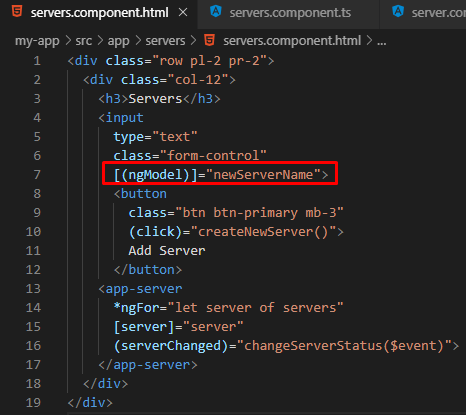 servers.component.html × servers.component.ts server.com
my-app > src > app > servers > servers.component.html > ...
1 <div class="row pl-2 pr-2">
2 <div class="col-12">
3 <h3>Servers</h3>
4 <input
5 type="text"
6 class="form-control"
7 [(ngModel)]="newServerName">
8 <button
9 class="btn btn-primary mb-3"
10 (click)="createNewServer()">
11 Add Server
12 </button>
13 <app-server
14 *ngFor="let server of servers"
15 [server]="server"
16 (serverChanged)="changeServerStatus($event)">
17 </app-server>
18 </div>
19 </div>